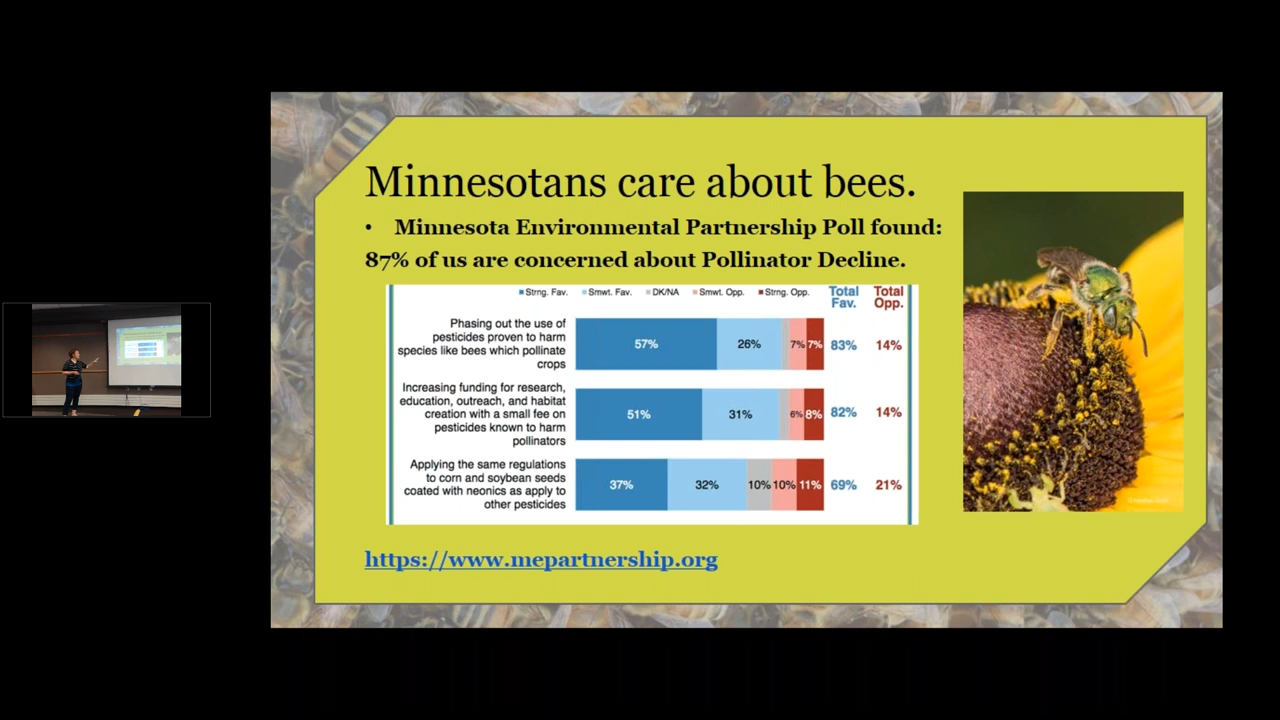 Minnesotans care about bees.
• Minnesota Environmental Partnership Poll found:
87% of us are concerned about Pollinator Decline.
Strng. Fav. Smwt. Fav. DK/NA Smwt. Opp. Strng. Opp. Total Fav. Total Opp.
Phasing out the use of
pesticides proven to harm
species like bees which pollinate
crops
57% 26% 7% 7% 83% 14%
Increasing funding for research,
education, outreach, and habitat
creation with a small fee on
pesticides known to harm
pollinators
51% 31% 6% 8% 82% 14%
Applying the same regulations
to corn and soybean seeds
coated with neonics as apply to
other pesticides
37% 32% 10% 10% 11% 69% 21%
https://www.mepartnership.org